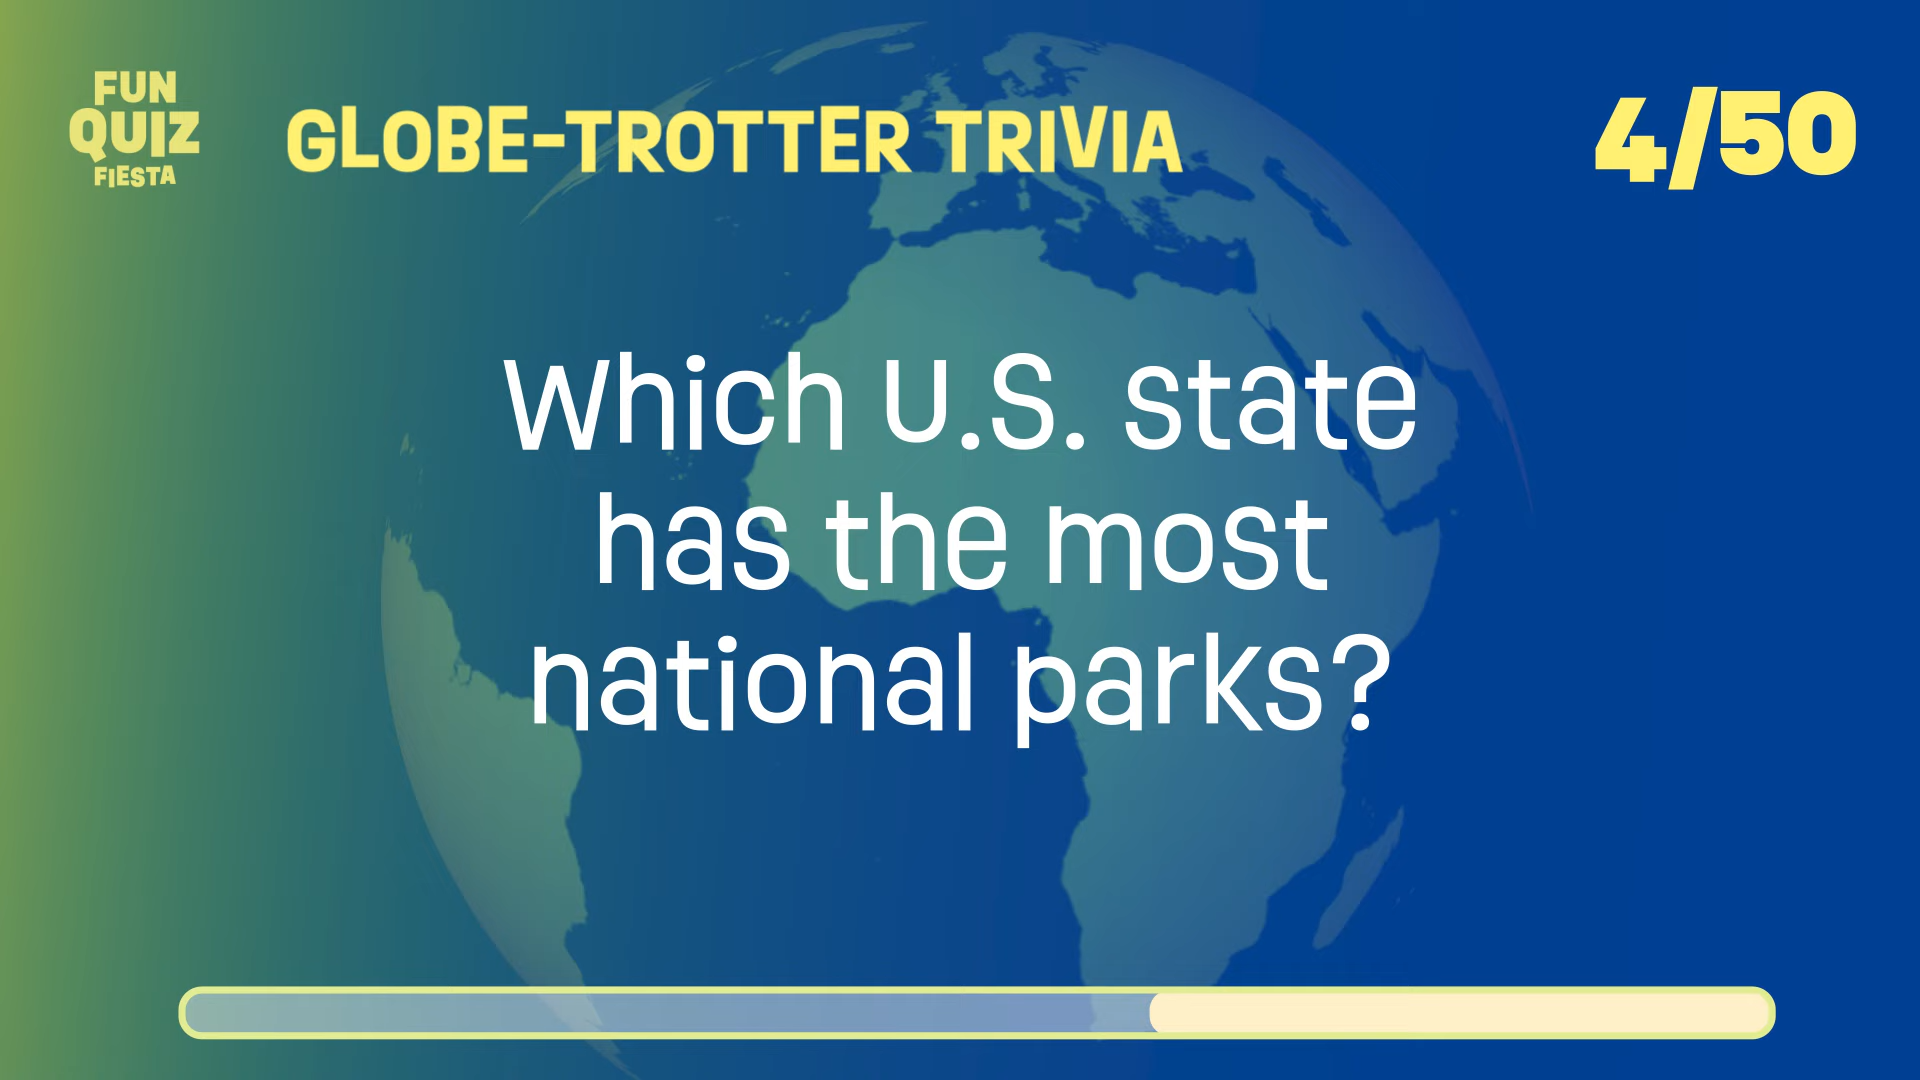 FUN
QUIZ
FIESTA
GLOBE-TROTTER TRIVIA
4/50
Which U.S. state
has the most
national parks?